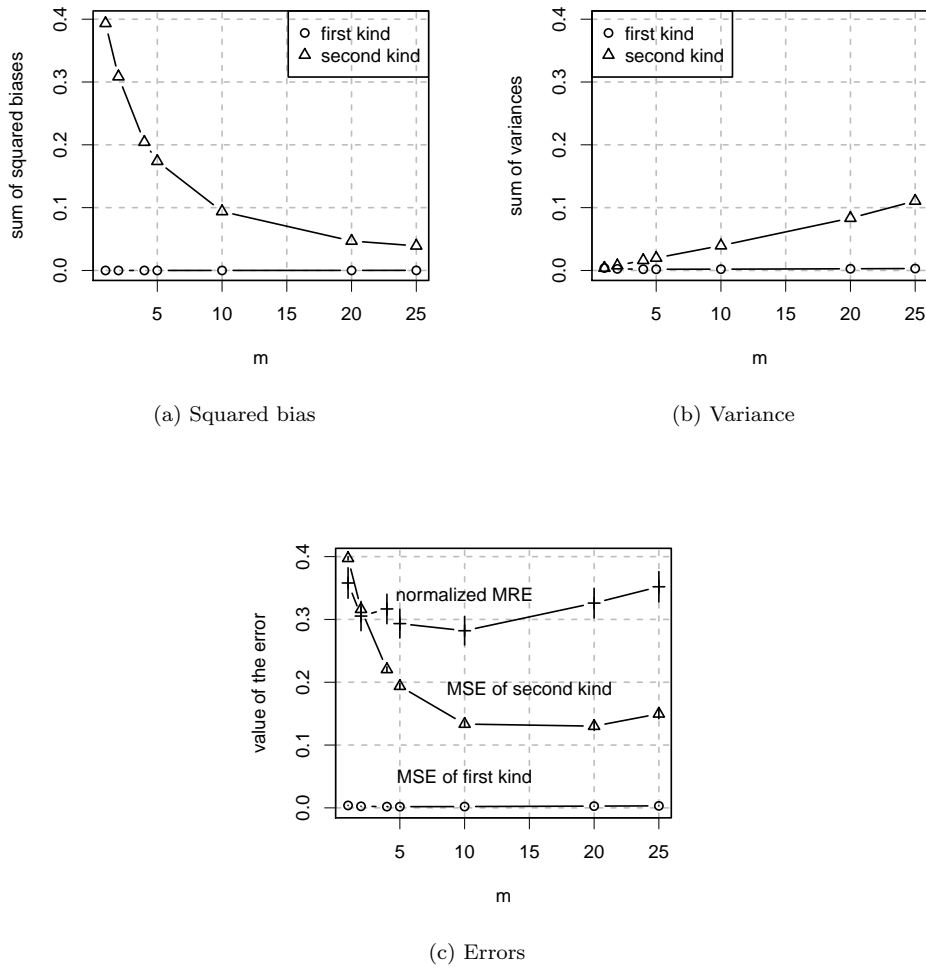 0.0 0.1 0.2 0.3 0.4
sum of squared biases
first kind
second kind
5 10 15 20 25
m
(a) Squared bias
0.0 0.1 0.2 0.3 0.4
sum of variances
first kind
second kind
5 10 15 20 25
m
(b) Variance
0.0 0.1 0.2 0.3 0.4
value of the error
normalized MRE
MSE of second kind
MSE of first kind
5 10 15 20 25
m
(c) Errors